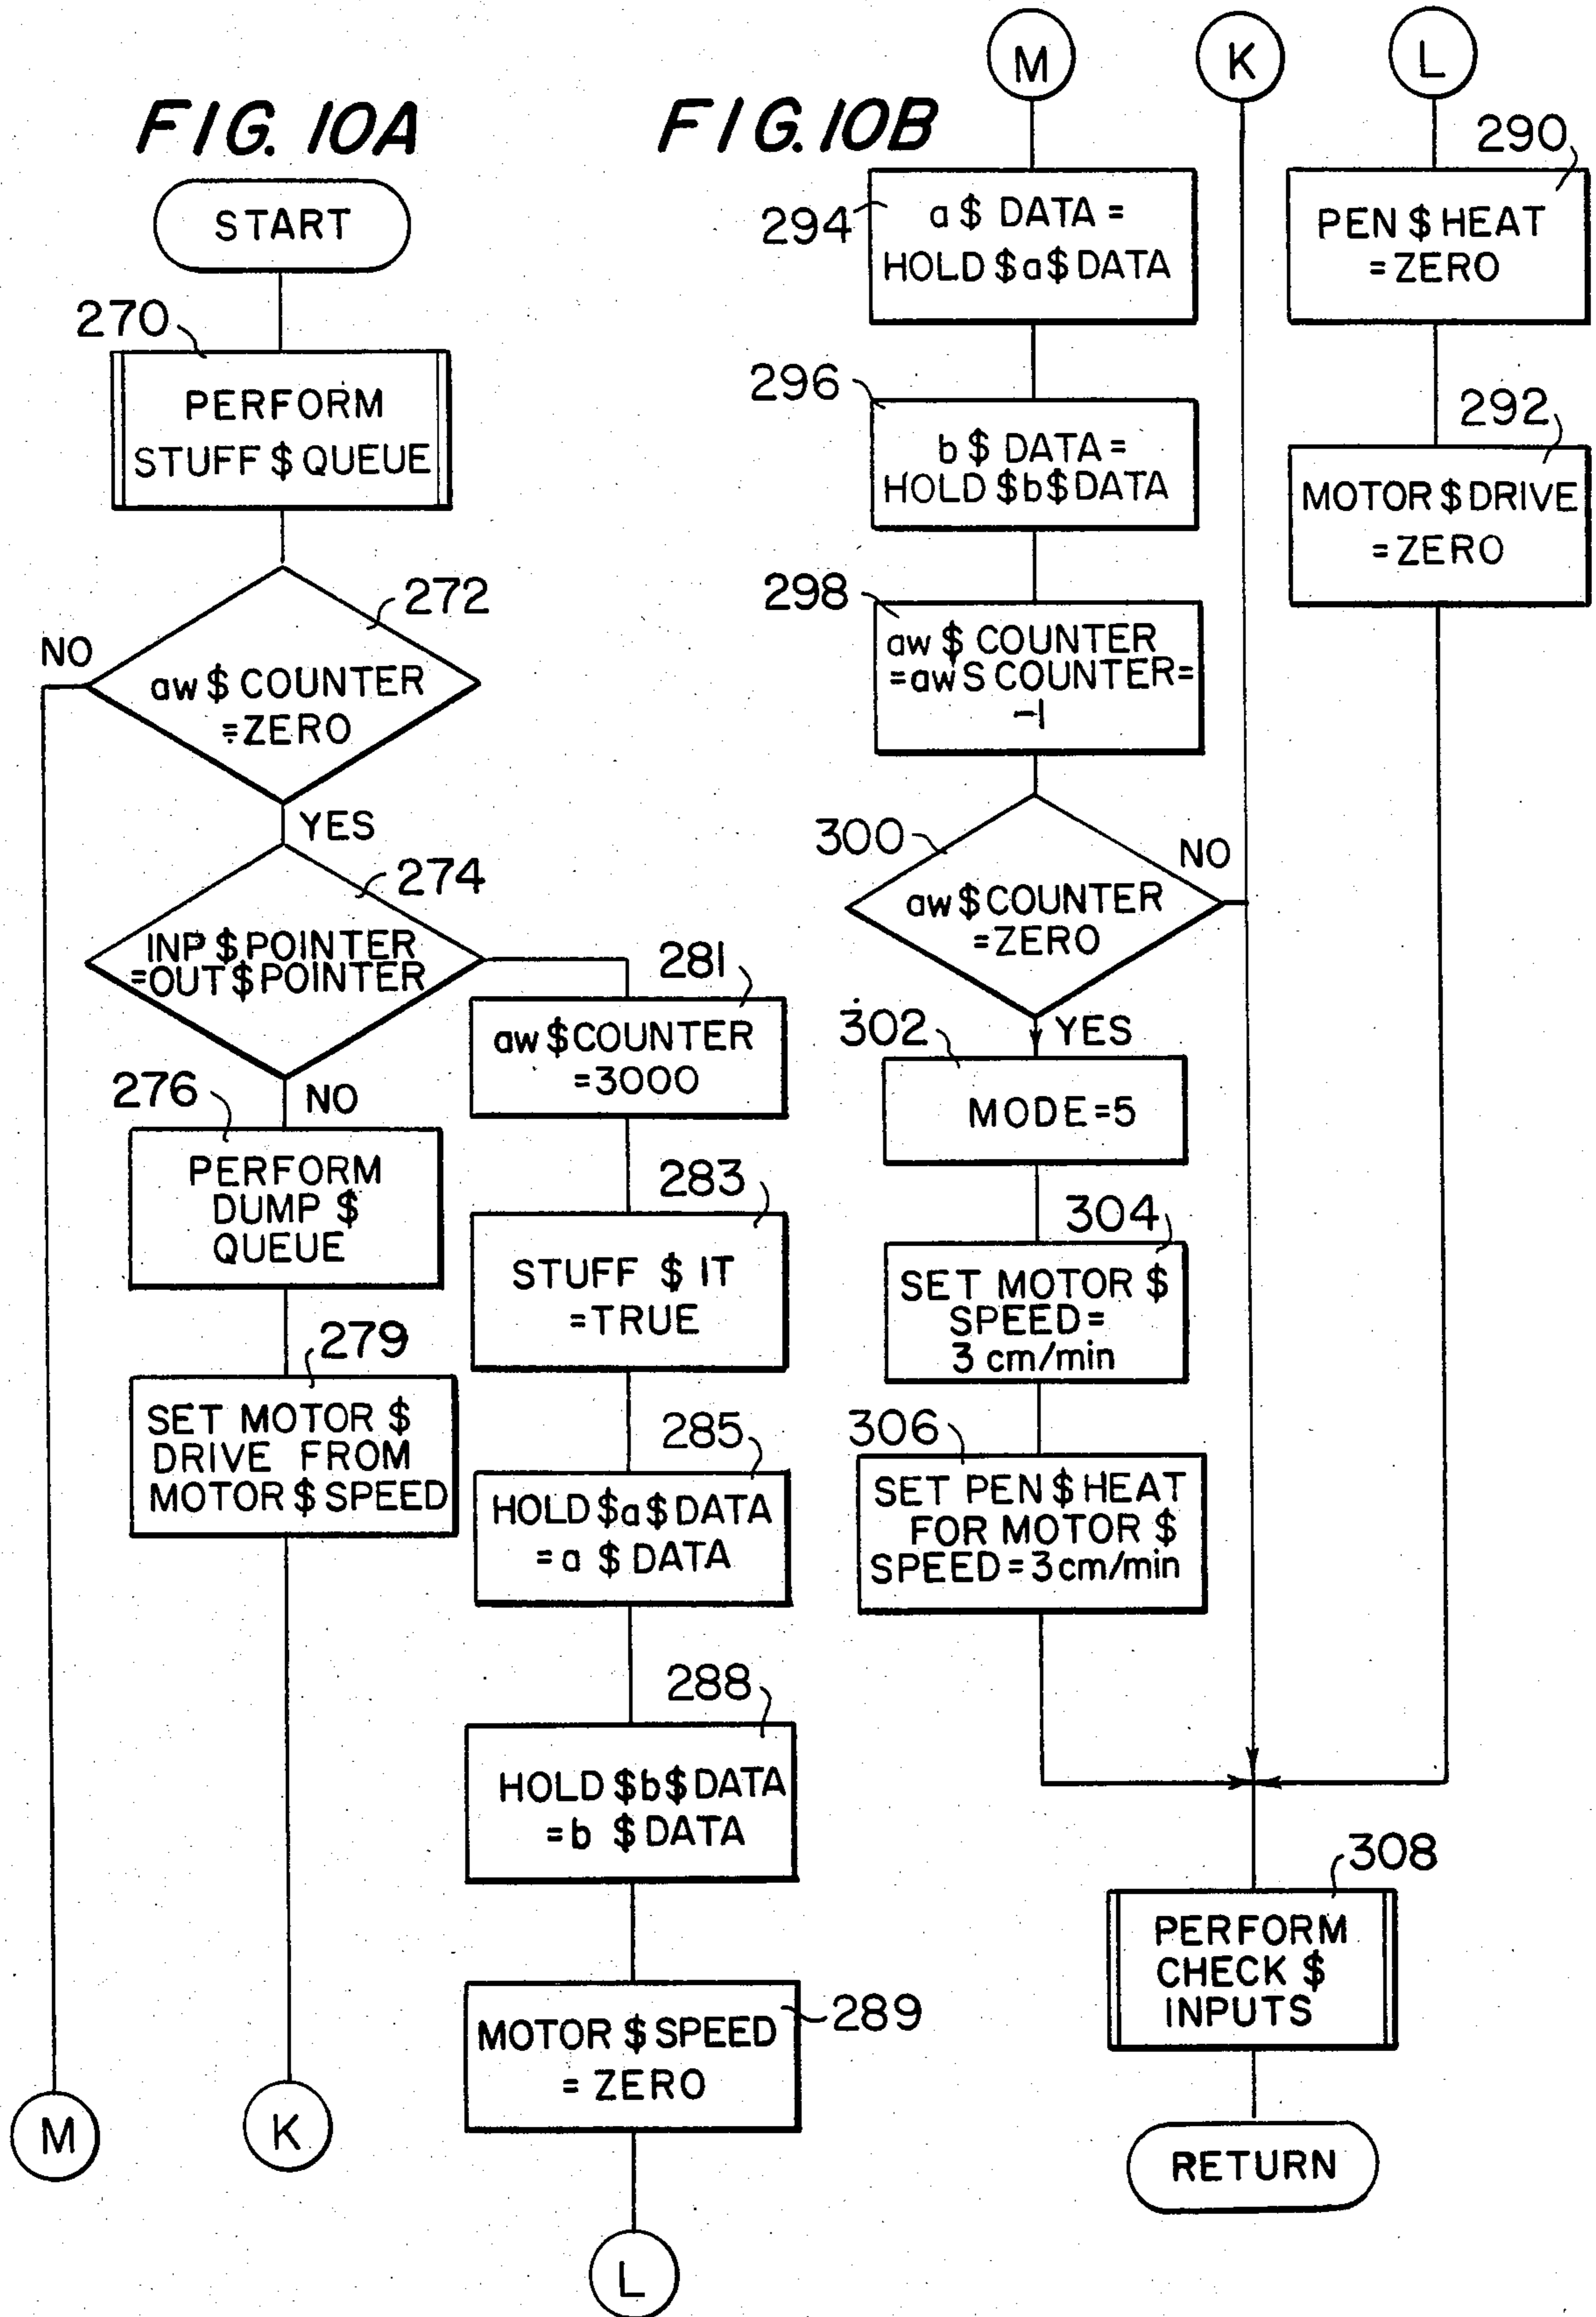 FIG. 10A
START
270
PERFORM
STUFF $ QUEUE
272
NO
aw $ COUNTER
=ZERO
YES
274
INP $ POINTER
=OUT $ POINTER
NO
276
PERFORM
DUMP $
QUEUE
279
SET MOTOR $
DRIVE FROM
MOTOR $ SPEED
281
aw $ COUNTER
=3000
283
STUFF $ IT
=TRUE
285
HOLD $a$ DATA
=a $ DATA
288
HOLD $b$ DATA
=b $ DATA
289
MOTOR $ SPEED
= ZERO
M
K
L
FIG. 10B
M
K
L
294
a $ DATA =
HOLD $a$ DATA
296
b $ DATA =
HOLD $b$ DATA
298
aw $ COUNTER
=aw S COUNTER=
-1
300
NO
aw $ COUNTER
=ZERO
YES
302
MODE=5
304
SET MOTOR $
SPEED=
3 cm/min
306
SET PEN $ HEAT
FOR MOTOR $
SPEED=3cm/min
290
PEN $ HEAT
=ZERO
292
MOTOR $ DRIVE
=ZERO
308
PERFORM
CHECK $
INPUTS
RETURN